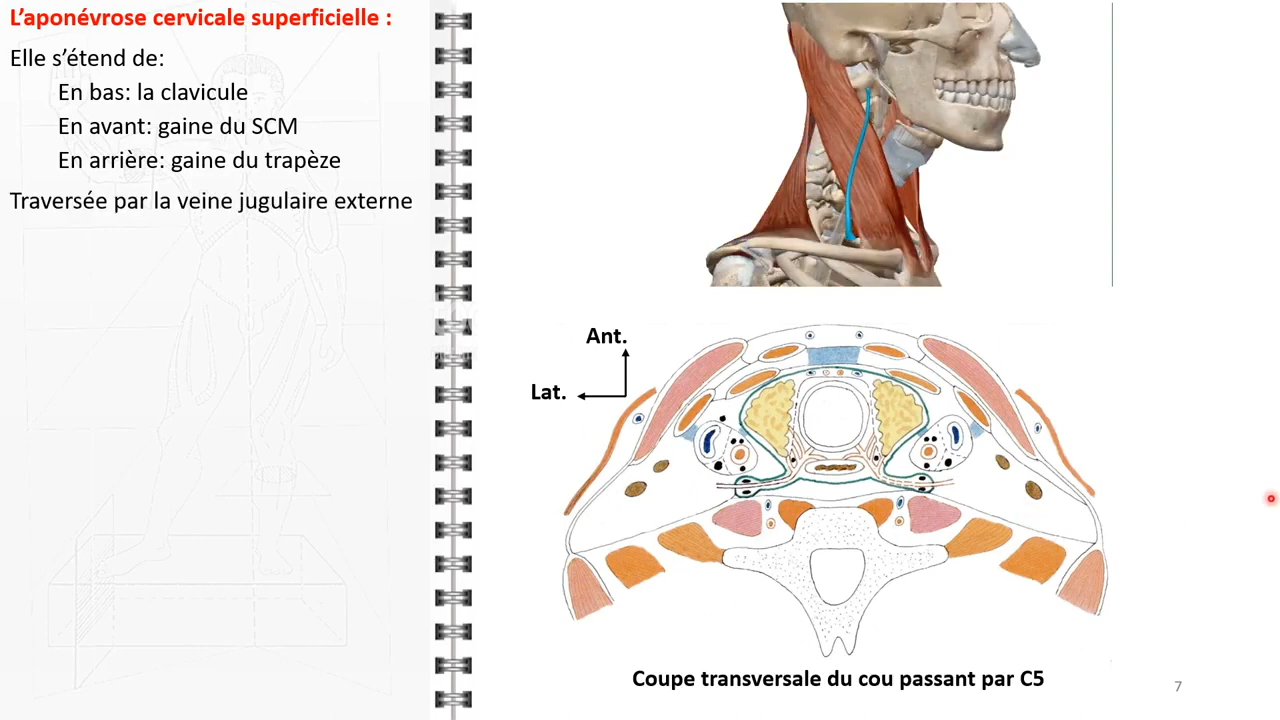 L’aponévrose cervicale superficielle :
Elle s’étend de:
En bas: la clavicule
En avant: gaine du SCM
En arrière: gaine du trapèze
Traversée par la veine jugulaire externe
Ant.
Lat.
Coupe transversale du cou passant par C5
7